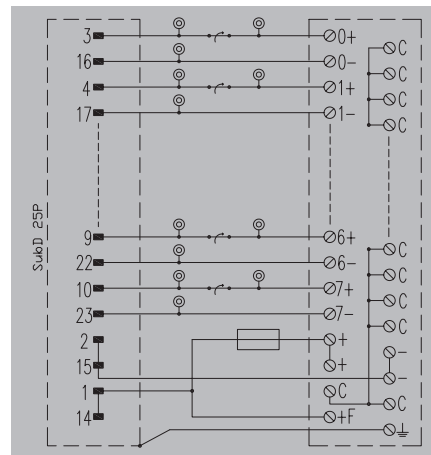 3 0+
C
16 0-
C
4 1+
C
17 1-
C
SubD 25P
9 6+
C
22 6-
C
10 7+
C
23 7-
C
2 +
-
15 +
-
1 C
C
14 +F